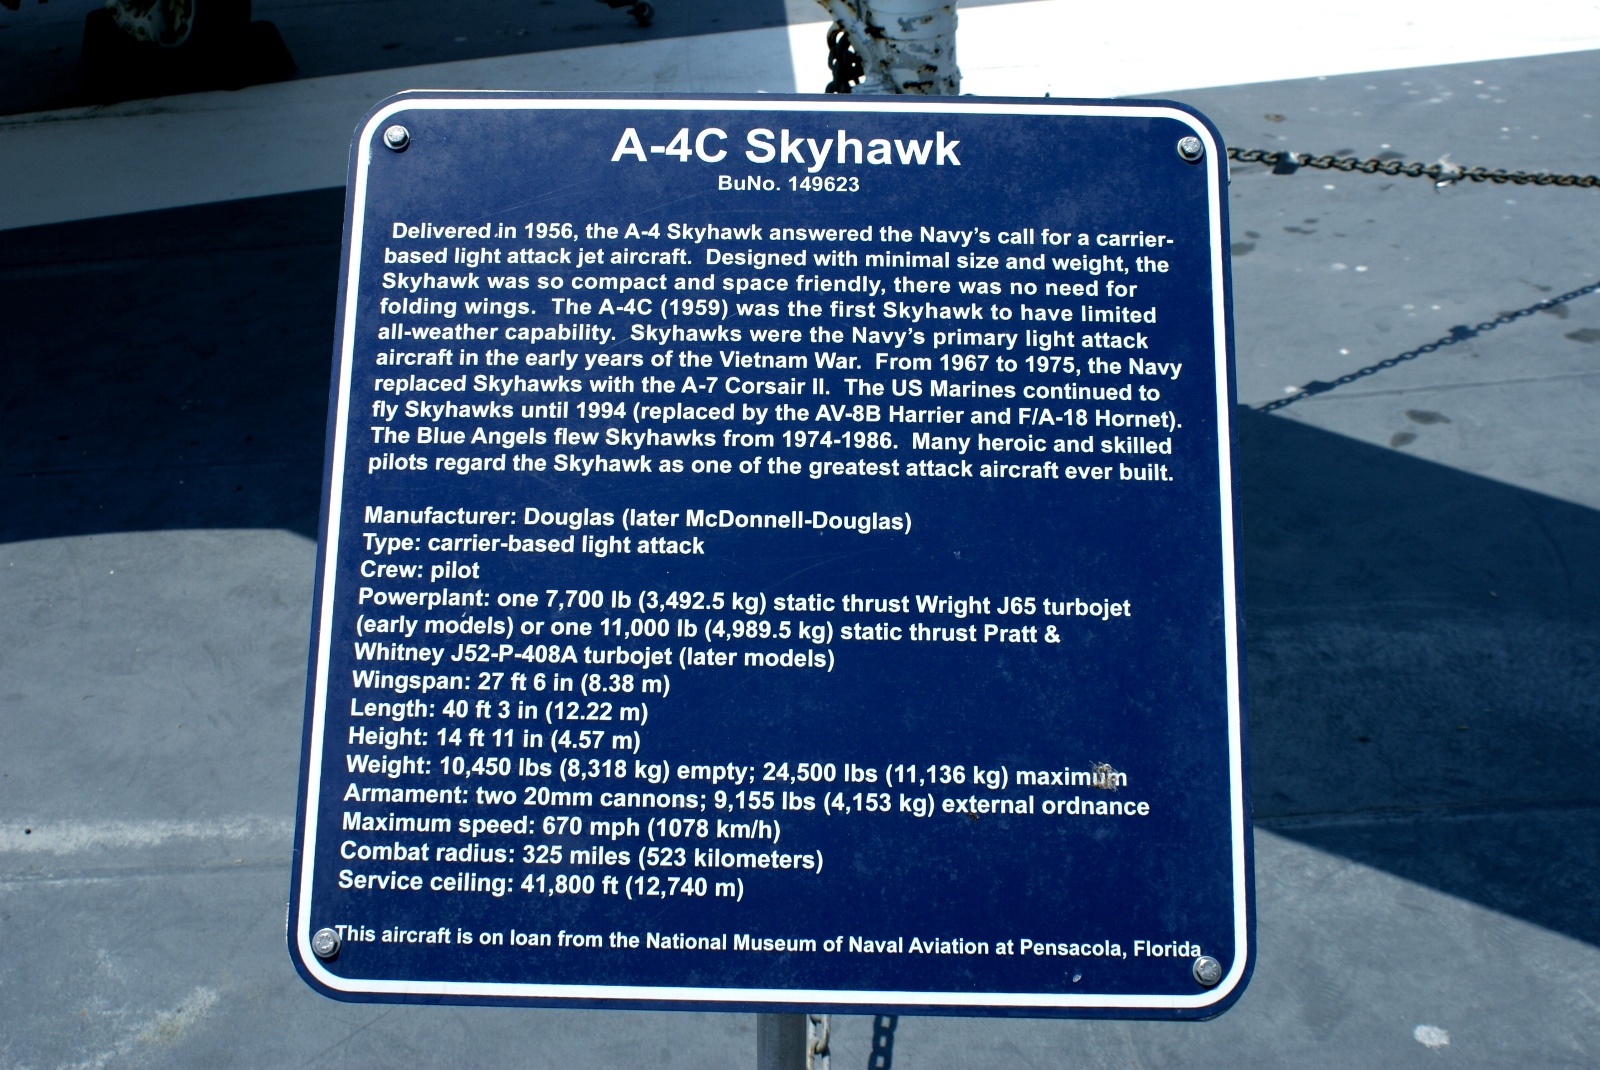 A-4C Skyhawk
BuNo. 149623
Delivered in 1956, the A-4 Skyhawk answered the Navy's call for a carrier-
based light attack jet aircraft. Designed with minimal size and weight, the
Skyhawk was so compact and space friendly, there was no need for
folding wings. The A-4C (1959) was the first Skyhawk to have limited
all-weather capability. Skyhawks were the Navy's primary light attack
aircraft in the early years of the Vietnam War. From 1967 to 1975, the Navy
replaced Skyhawks with the A-7 Corsair II. The US Marines continued to
fly Skyhawks until 1994 (replaced by the AV-8B Harrier and F/A-18 Hornet).
The Blue Angels flew Skyhawks from 1974-1986. Many heroic and skilled
pilots regard the Skyhawk as one of the greatest attack aircraft ever built.
Manufacturer: Douglas (later McDonnell-Douglas)
Type: carrier-based light attack
Crew: pilot
Powerplant: one 7,700 lb (3,492.5 kg) static thrust Wright J65 turbojet
(early models) or one 11,000 lb (4,989.5 kg) static thrust Pratt &
Whitney J52-P-408A turbojet (later models)
Wingspan: 27 ft 6 in (8.38 m)
Length: 40 ft 3 in (12.22 m)
Height: 14 ft 11 in (4.57 m)
Weight: 10,450 lbs (8,318 kg) empty; 24,500 lbs (11,136 kg) maximum
Armament: two 20mm cannons; 9,155 lbs (4,153 kg) external ordnance
Maximum speed: 670 mph (1078 km/h)
Combat radius: 325 miles (523 kilometers)
Service ceiling: 41,800 ft (12,740 m)
This aircraft is on loan from the National Museum of Naval Aviation at Pensacola, Florida